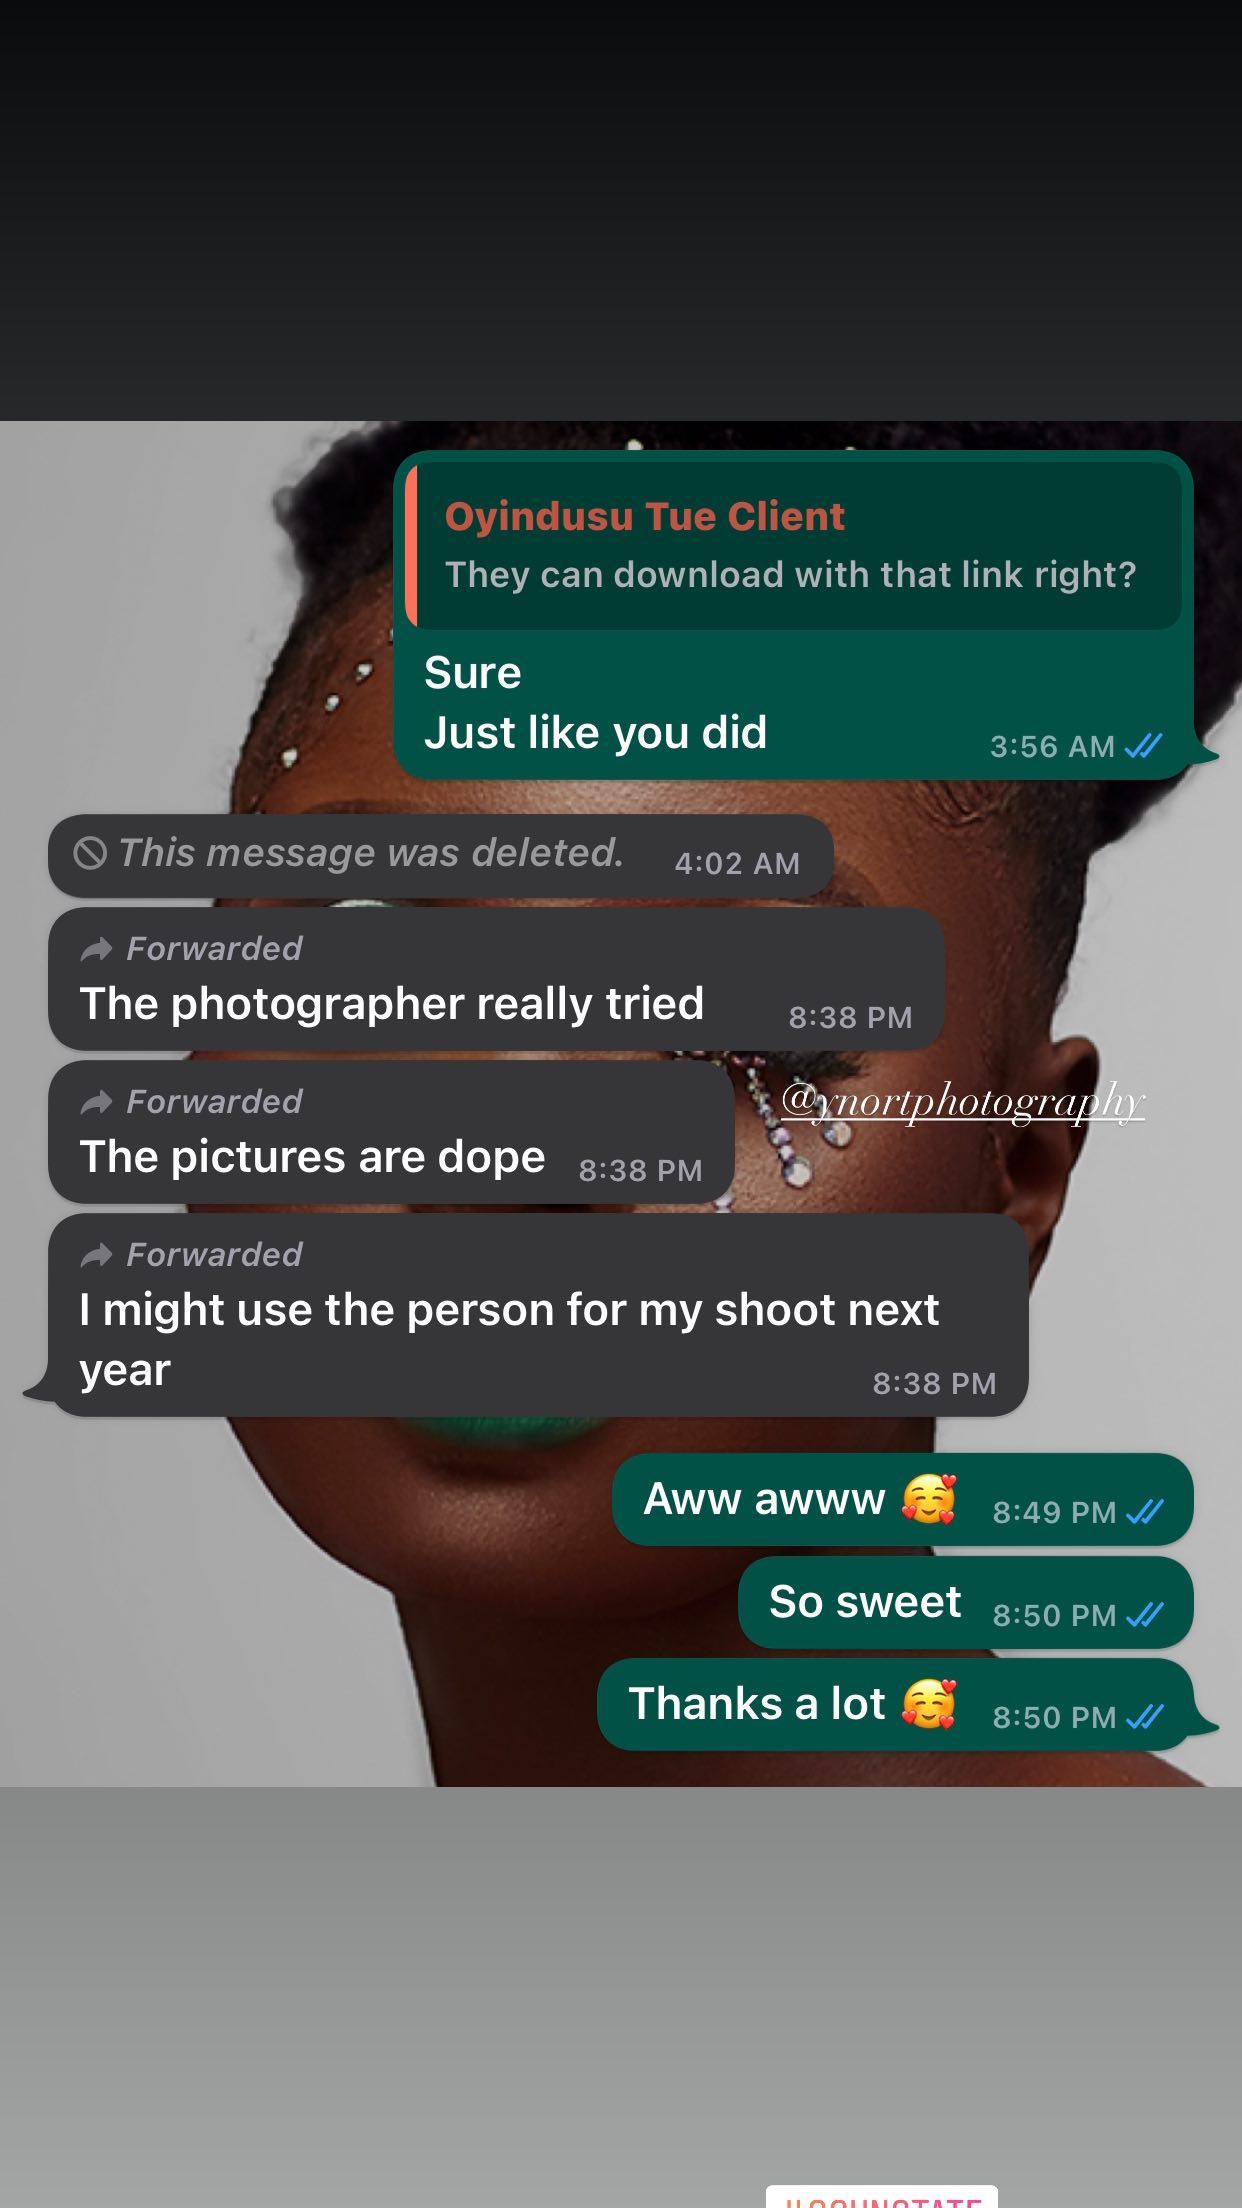 Oyindusu Tue Client
They can download with that link right?
Sure
Just like you did
3:56 AM
This message was deleted. 4:02 AM
Forwarded
The photographer really tried 8:38 PM
Forwarded
@ynortphotography
The pictures are dope 8:38 PM
Forwarded
I might use the person for my shoot next
year
8:38 PM
Aww awww 🥰 8:49 PM
So sweet 8:50 PM
Thanks a lot 🥰 8:50 PM